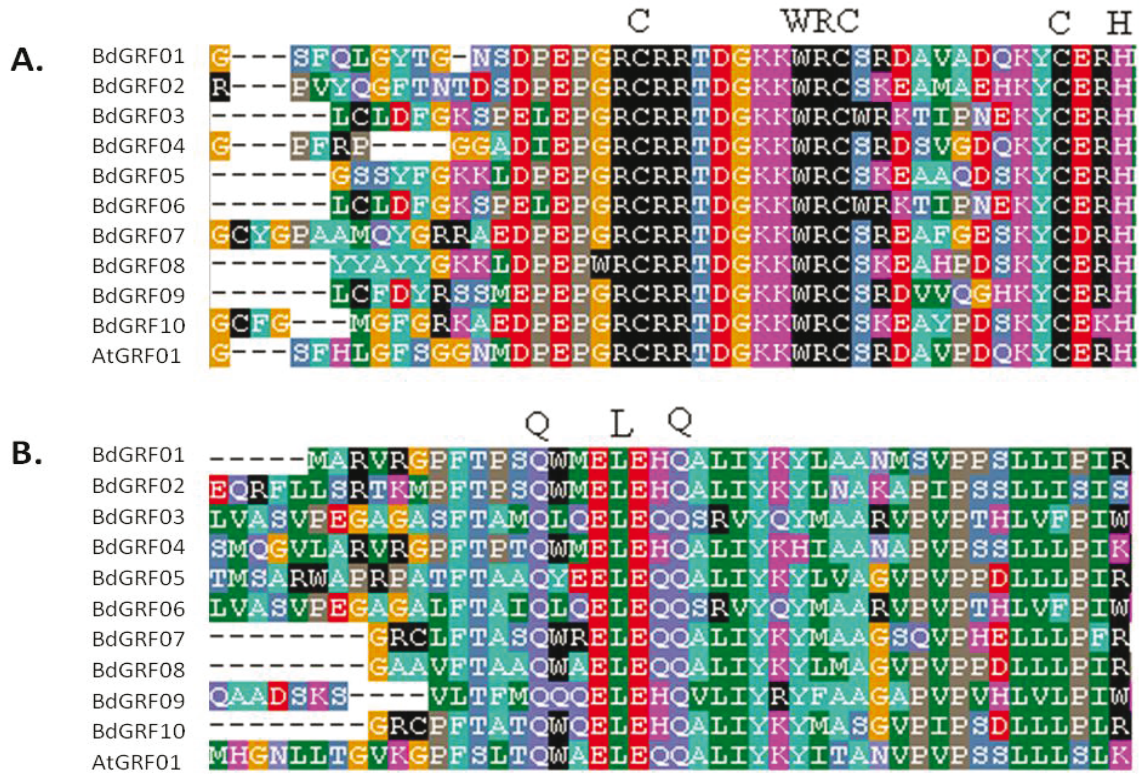 A.
C WRC C H
BdGRF01 G---SFQLGYTG-NSDPEPGRCRRTDGKKWRCSRDAVADQKYCERH
BdGRF02 R---PVYQGFTNTDSDPEPGRCRRTDGKKWRCSKEAMAEHKYCERH
BdGRF03 ------LCLDFGKSPELEPGRCRRTDGKKWRCWRKTIPNEKYCERH
BdGRF04 G---PFRP----GGADIEPGRCRRTDGKKWRCSRDSVGDQKYCERH
BdGRF05 ------GSSYFGKKLDPEPGRCRRTDGKKWRCSKEAAQDSKYCERH
BdGRF06 ------LCLDFGKSPELEPGRCRRTDGKKWRCWRKTIPNEKYCERH
BdGRF07 GCYGPAAMQYGRRAEDPEPGRCRRTDGKKWRCSREAFGESKYCDRH
BdGRF08 ------YYAYYGKKLDPEPWRCRRTDGKKWRCSKEAHPDSKYCDRH
BdGRF09 ------LCFDYRSSMEPEPGRCRRTDGKKWRCSRDVVQGHKYCERH
BdGRF10 GCFG---MGFGRKAEDPEPGRCRRTDGKKWRCSKEAYPDSKYCEKH
AtGRF01 G---SFHLGFSGGNMDPEPGRCRRTDGKKWRCSRDAVPDQKYCERH
B.
Q L Q
BdGRF01 -----MARVRGPFTPSQWMELEHQALIYKYLAANMSVPPSLLIPIR
BdGRF02 EQRFLLSRTKMPFTPSQWMELEHQALIYKYLNAKAPIPSSLLISIS
BdGRF03 LVASVPEGAGASFTAMQLQELEQQSRVYQYMAARVPVPTHLVFPIW
BdGRF04 SMQGVLARVRGPFTPTQWMELEHQALIYKHIAANAPVPSSLLLPIK
BdGRF05 TMSARWAPRPATFTAAQYEELEQQALIYKYLVAGVPVPPDLLLPIR
BdGRF06 LVASVPEGAGALFTAIQLQELEQQSRVYQYMAARVPVPTHLVFPIW
BdGRF07 --------GRCLFTASQWRELEQQALIYKYMAAGSQVPHELLLPFR
BdGRF08 --------GAAVFTAAQWAELEQQALIYKYLMAGVPVPPDLLLPIR
BdGRF09 QAADSKS----VLTFMQQQELEHQVLIYRYFAAGAPVPVHLVLPIW
BdGRF10 --------GRCPFTATQWQELEHQALIYKYMASGVPIPSDLLLPLR
AtGRF01 MHGNLLTGVKGPFSLTQWAELEQQALIYKYITANVPVPSSLLLSLK